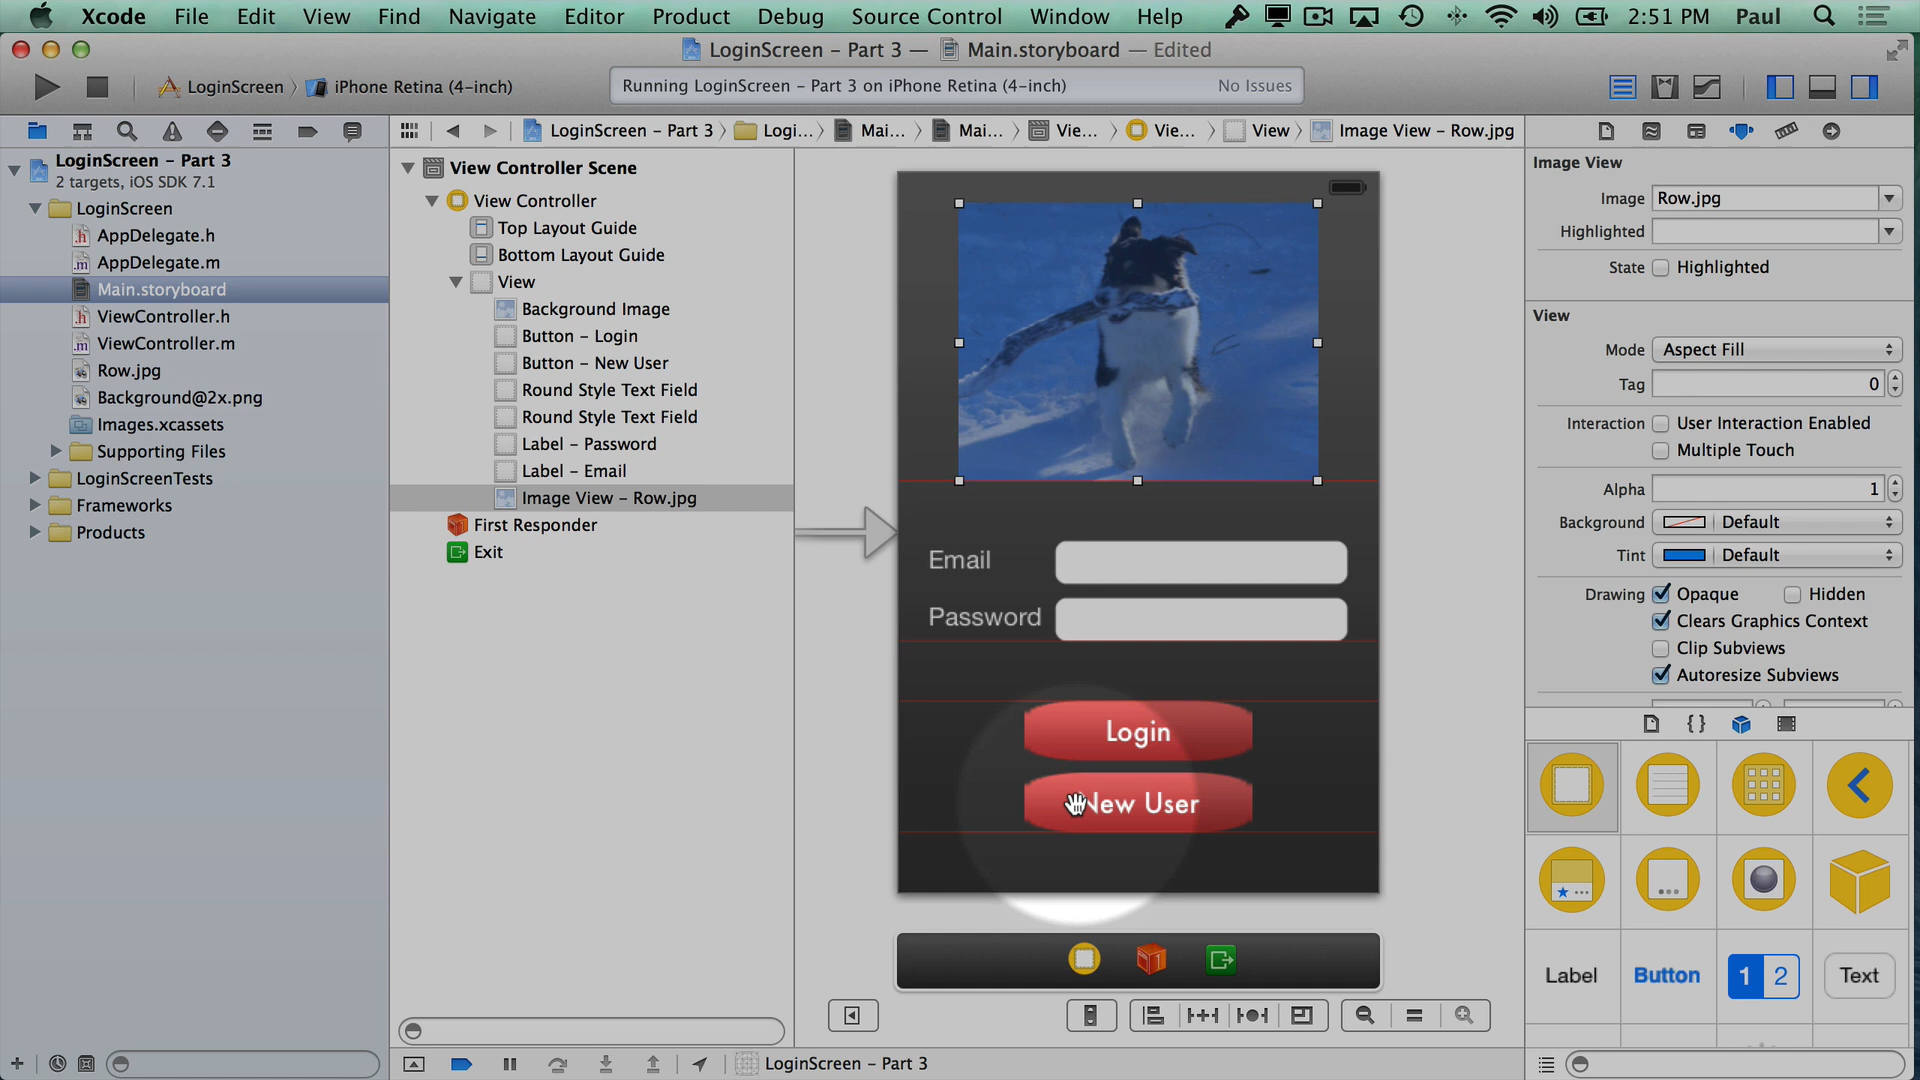 Xcode File Edit View Find Navigate Editor Product Debug Source Control Window Help 2:51 PM Paul
LoginScreen - Part 3 — Main.storyboard — Edited
LoginScreen iPhone Retina (4-inch)
Running LoginScreen - Part 3 on iPhone Retina (4-inch) No Issues
LoginScreen - Part 3 Logi... Mai... Mai... Vie... Vie... View Image View - Row.jpg
LoginScreen - Part 3
2 targets, iOS SDK 7.1
LoginScreen
AppDelegate.h
AppDelegate.m
Main.storyboard
ViewController.h
ViewController.m
Row.jpg
Background@2x.png
Images.xcassets
Supporting Files
LoginScreenTests
Frameworks
Products
View Controller Scene
View Controller
Top Layout Guide
Bottom Layout Guide
View
Background Image
Button - Login
Button - New User
Round Style Text Field
Round Style Text Field
Label - Password
Label - Email
Image View - Row.jpg
First Responder
Exit
Email
Password
Login
New User
Image View
Image Row.jpg
Highlighted
State Highlighted
View
Mode Aspect Fill
Tag 0
Interaction User Interaction Enabled
Multiple Touch
Alpha 1
Background Default
Tint Default
Drawing Opaque Hidden
Clears Graphics Context
Clip Subviews
Autoresize Subviews
{ }
Label Button 1 2 Text
LoginScreen - Part 3